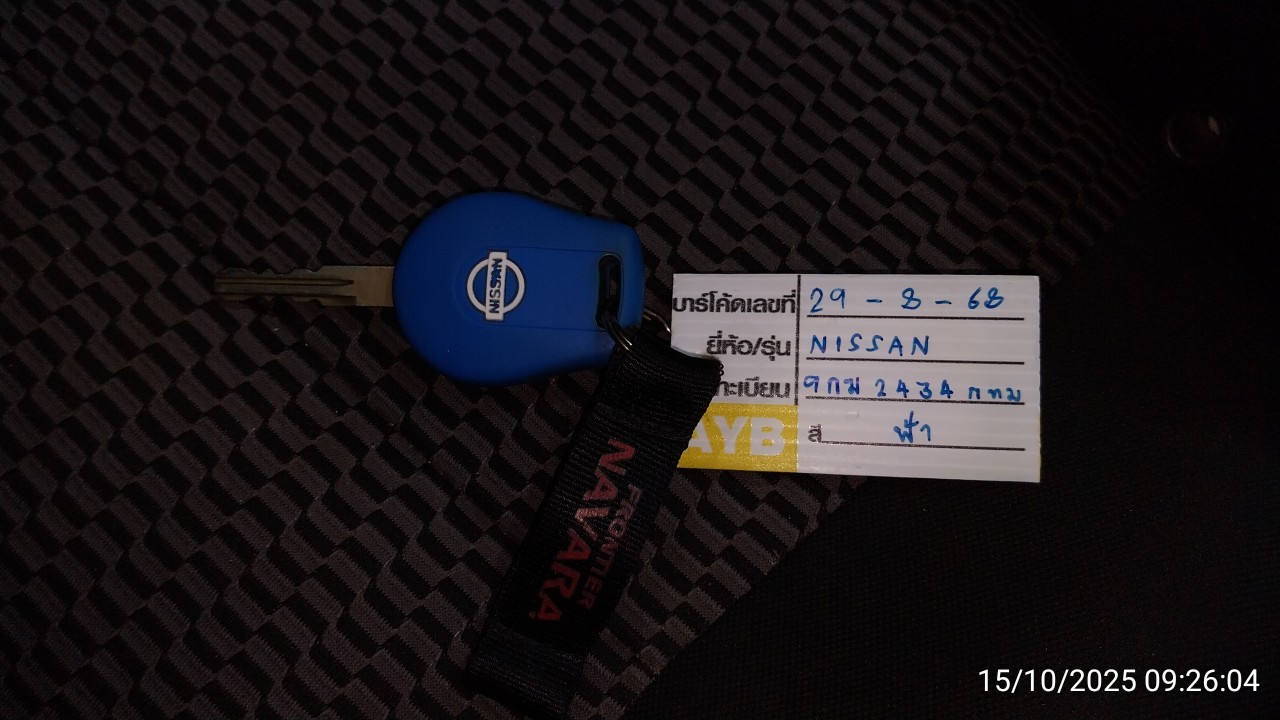 NISSAN
บาร์โค้ดเลขที่ 29 - 8 - 68
ยี่ห้อ/รุ่น NISSAN
ทะเบียน 9กม 2434 กทม
AYB สี ฟ้า
FRONTIER
NAVARA
15/10/2025 09:26:04